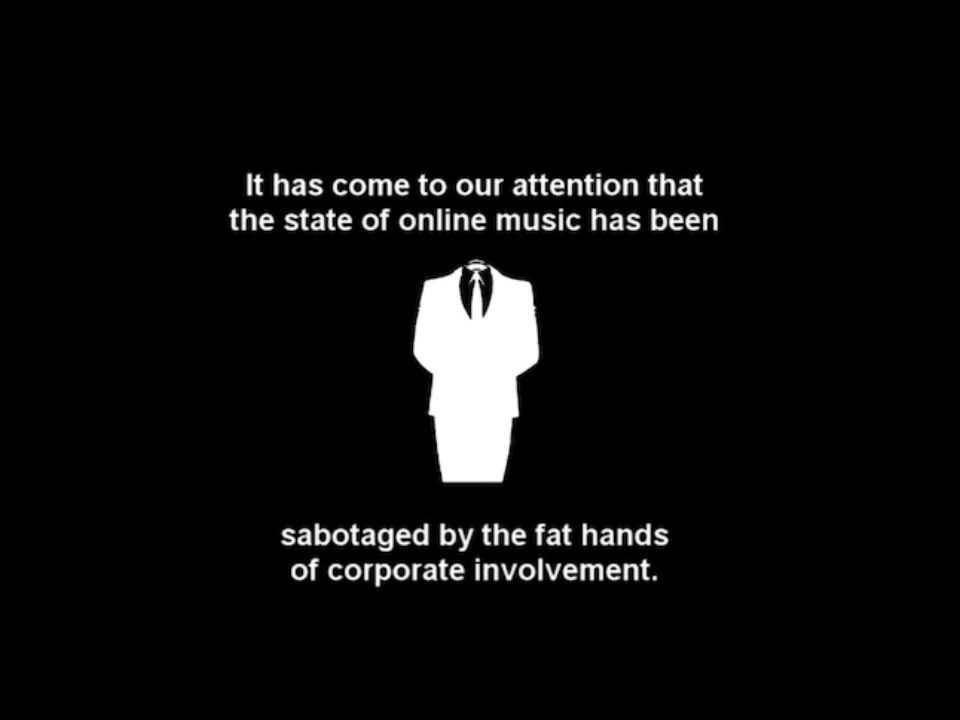 It has come to our attention that
the state of online music has been
sabotaged by the fat hands
of corporate involvement.